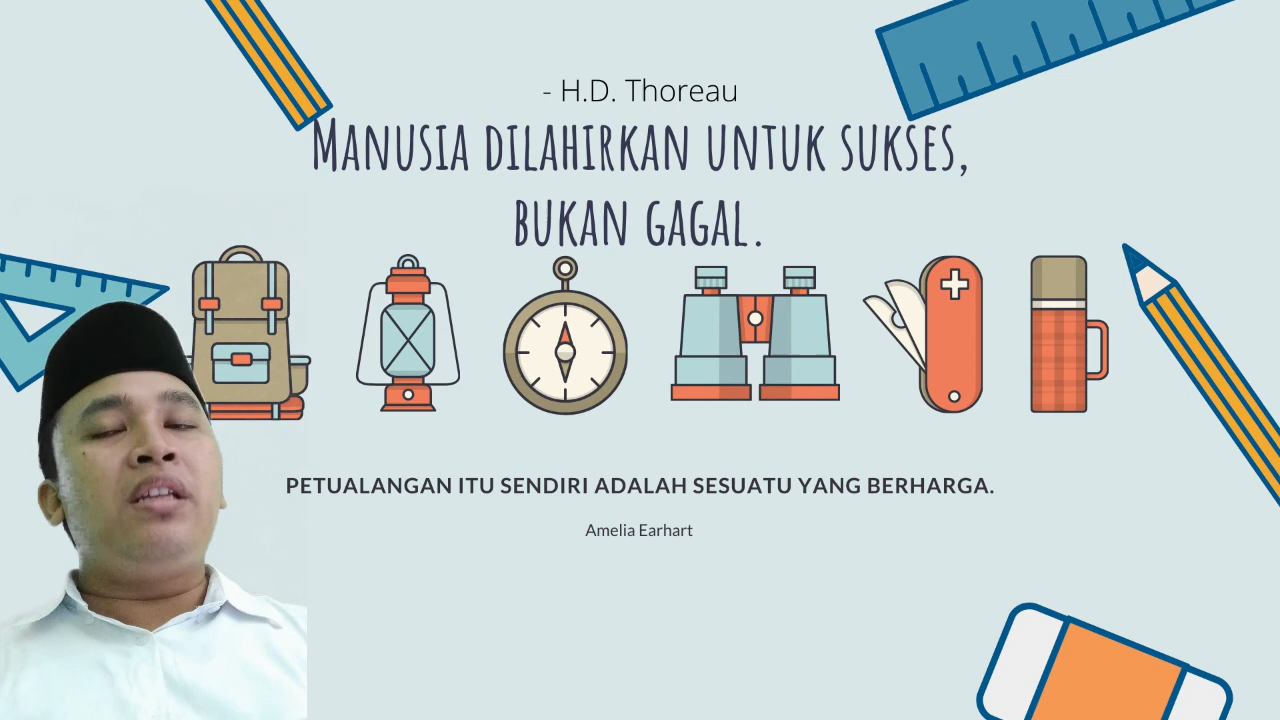 - H.D. Thoreau
Manusia dilahirkan untuk sukses,
bukan gagal.
PETUALANGAN ITU SENDIRI ADALAH SESUATU YANG BERHARGA.
Amelia Earhart